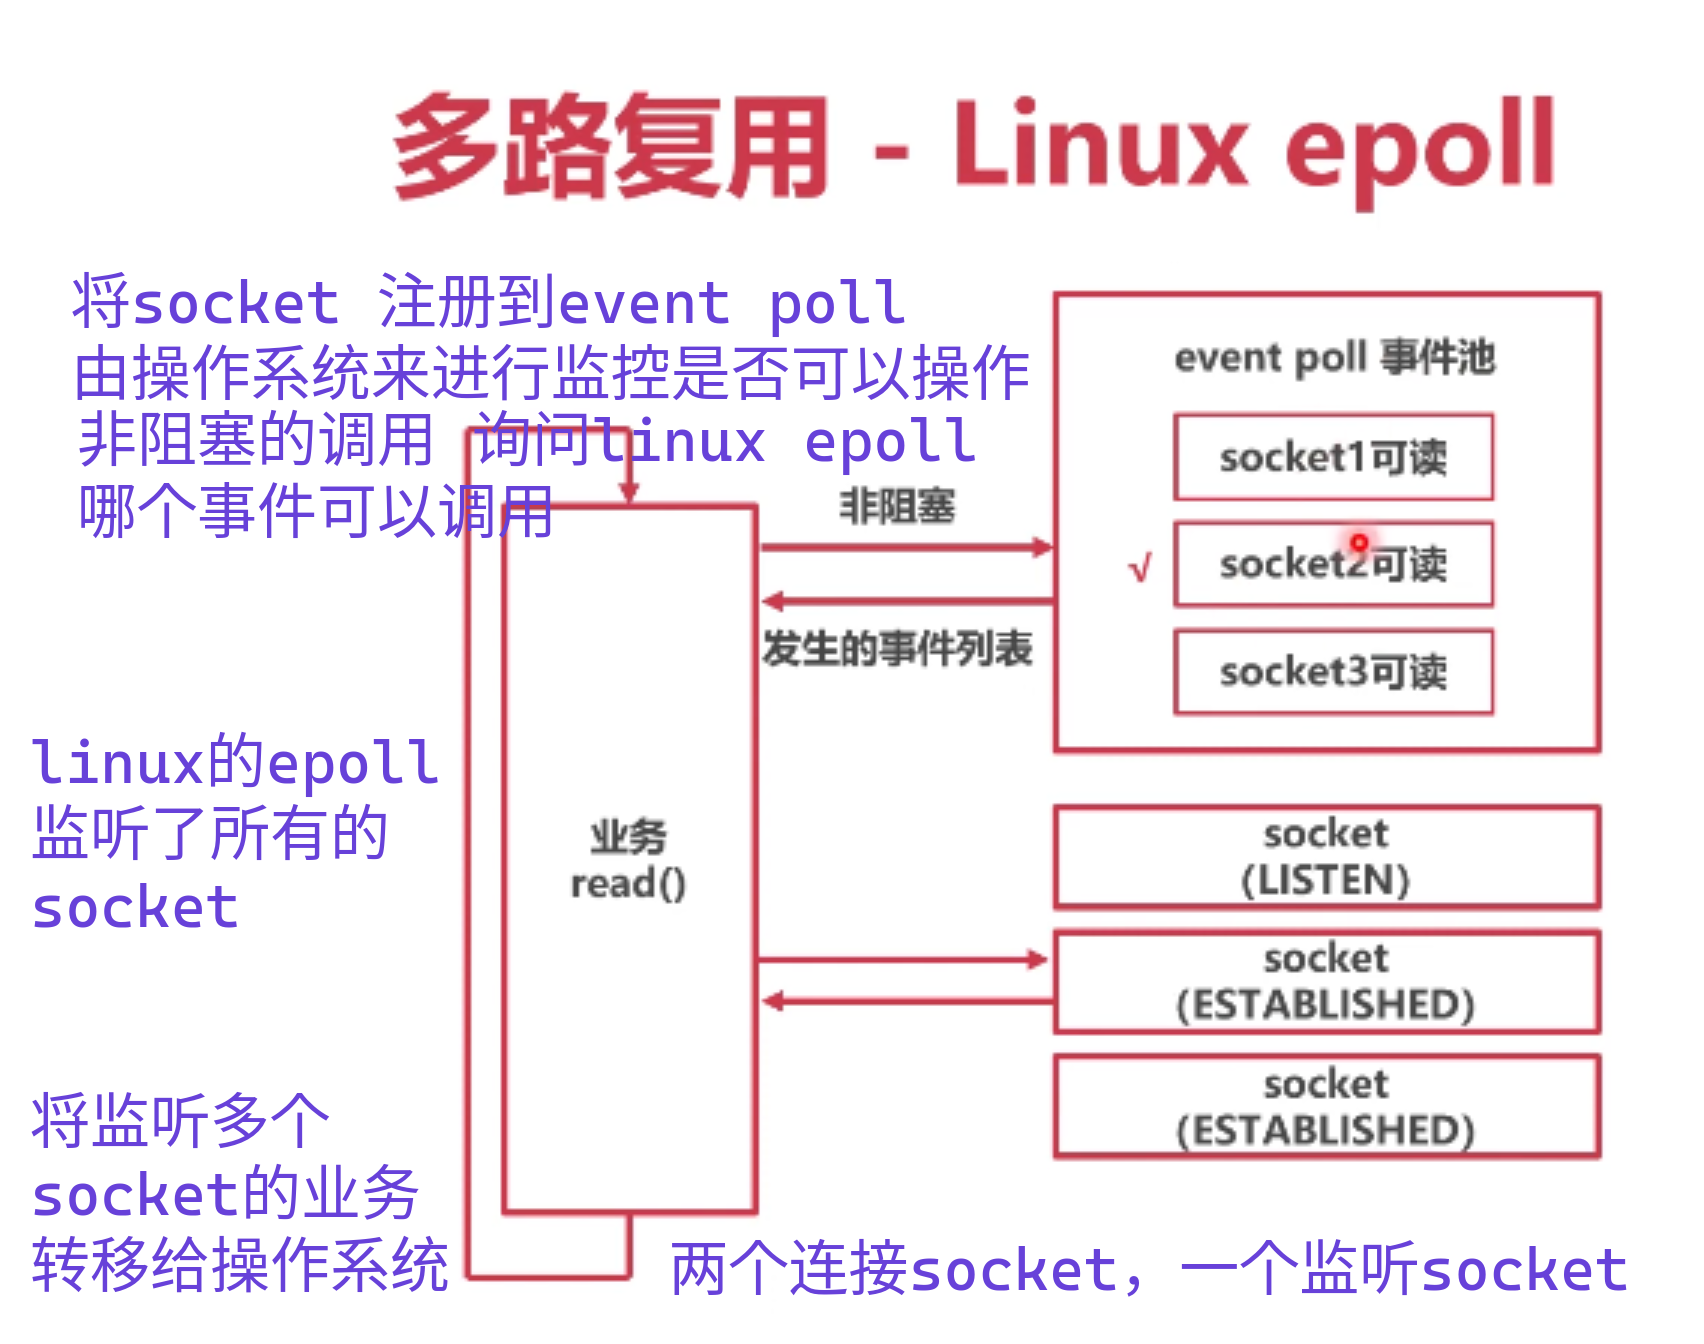 多路复用 - Linux epoll
将socket 注册到event poll
由操作系统来进行监控是否可以操作
非阻塞的调用 询问linux epoll
哪个事件可以调用
event poll 事件池
socket1可读
√
socket2可读
socket3可读
非阻塞
发生的事件列表
linux的epoll
监听了所有的
socket
业务
read()
socket
(LISTEN)
socket
(ESTABLISHED)
socket
(ESTABLISHED)
将监听多个
socket的业务
转移给操作系统
两个连接socket，一个监听socket